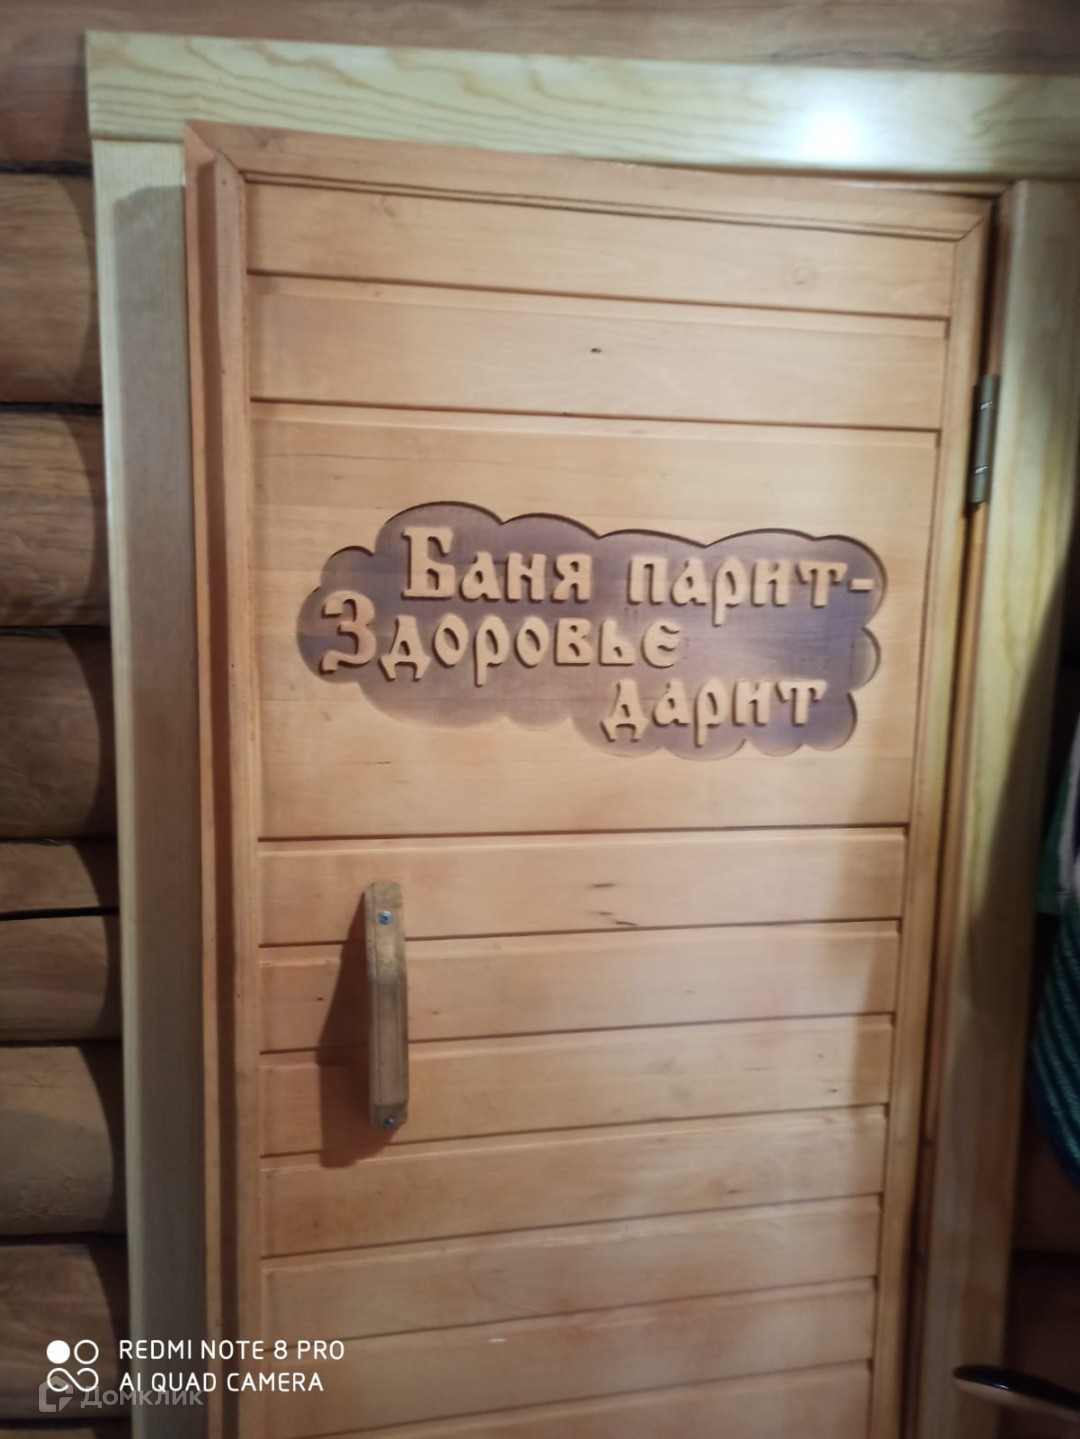 Баня парит-
Здоровье
дарит
REDMI NOTE 8 PRO
AI QUAD CAMERA
Домклик